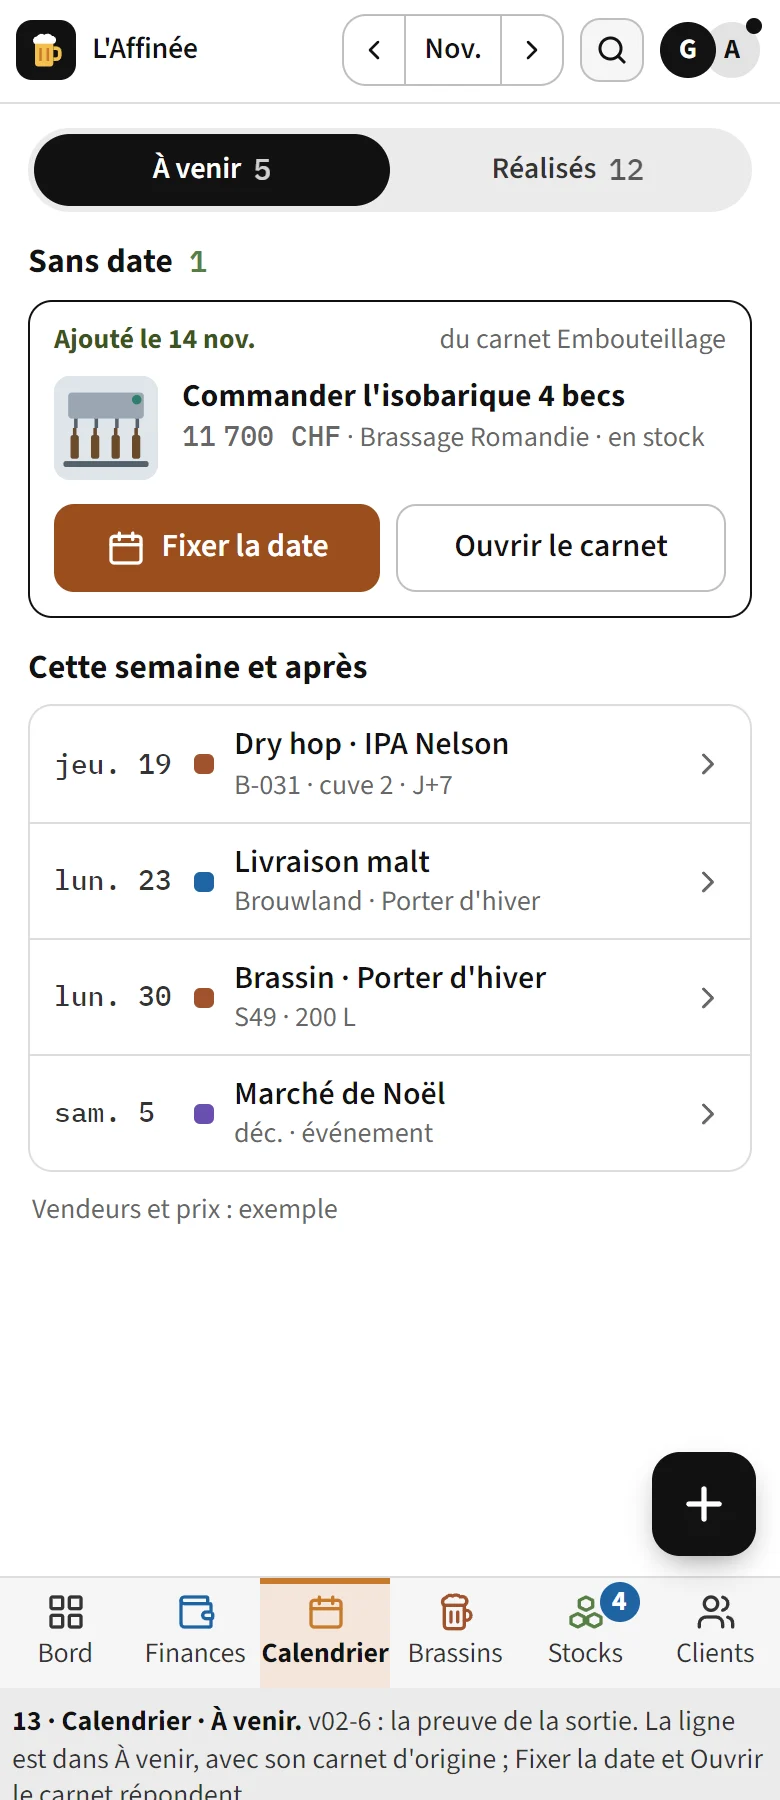 L'Affinée
Nov.
G
A
À venir 5
Réalisés 12
Sans date 1
Ajouté le 14 nov.
du carnet Embouteillage
Commander l'isobarique 4 becs
11 700 CHF · Brassage Romandie · en stock
Fixer la date
Ouvrir le carnet
Cette semaine et après
jeu. 19
Dry hop · IPA Nelson
B-031 · cuve 2 · J+7
lun. 23
Livraison malt
Brouwland · Porter d'hiver
lun. 30
Brassin · Porter d'hiver
S49 · 200 L
sam. 5
Marché de Noël
déc. · événement
Vendeurs et prix : exemple
4
Bord
Finances
Calendrier
Brassins
Stocks
Clients
13 · Calendrier · À venir. v02-6 : la preuve de la sortie. La ligne
est dans À venir, avec son carnet d'origine ; Fixer la date et Ouvrir
le carnet répondent